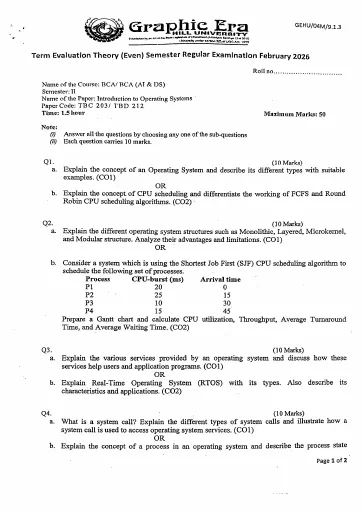 GEHU/04M/9.1.3
Graphic Era
HILL UNIVERSITY
Term Evaluation Theory (Even) Semester Regular Examination February 2026
Roll no..............................
Name of the Course: BCA/ BCA (AI & DS)
Semester: II
Name of the Paper: Introduction to Operating Systems
Paper Code: TBC 203/ TBD 212
Time: 1.5 hour Maximum Marks: 50
Note:
(i) Answer all the questions by choosing any one of the sub-questions
(ii) Each question carries 10 marks.
Q1. (10 Marks)
a. Explain the concept of an Operating System and describe its different types with suitable
examples. (CO1)
OR
b. Explain the concept of CPU scheduling and differentiate the working of FCFS and Round
Robin CPU scheduling algorithms. (CO2)
Q2. (10 Marks)
a. Explain the different operating system structures such as Monolithic, Layered, Microkernel,
and Modular structure. Analyze their advantages and limitations. (CO1)
OR
b. Consider a system which is using the Shortest Job First (SJF) CPU scheduling algorithm to
schedule the following set of processes.
Process CPU-burst (ms) Arrival time
P1 20 0
P2 25 15
P3 10 30
P4 15 45
Prepare a Gantt chart and calculate CPU utilization, Throughput, Average Turnaround
Time, and Average Waiting Time. (CO2)
Q3. (10 Marks)
a. Explain the various services provided by an operating system and discuss how these
services help users and application programs. (CO1)
OR
b. Explain Real-Time Operating System (RTOS) with its types. Also describe its
characteristics and applications. (CO2)
Q4. (10 Marks)
a. What is a system call? Explain the different types of system calls and illustrate how a
system call is used to access operating system services. (CO1)
OR
b. Explain the concept of a process in an operating system and describe the process state
Page 1 of 2